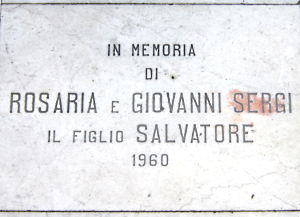 IN MEMORIA
DI
ROSARIA E GIOVANNI SERGI
IL FIGLIO SALVATORE
1960